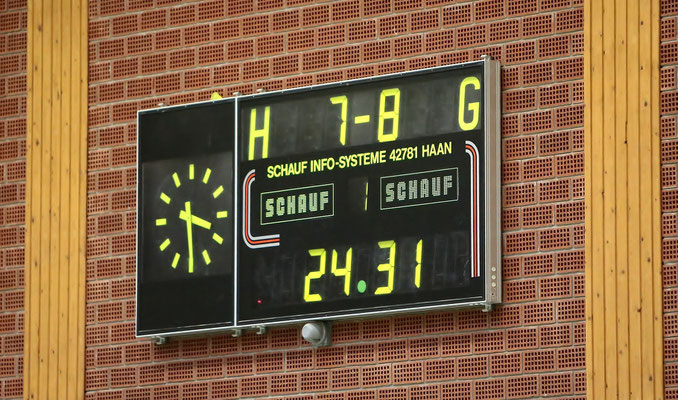 H 7-8 G
SCHAUF INFO-SYSTEME 42781 HAAN
SCHAUF 1 SCHAUF
24.31